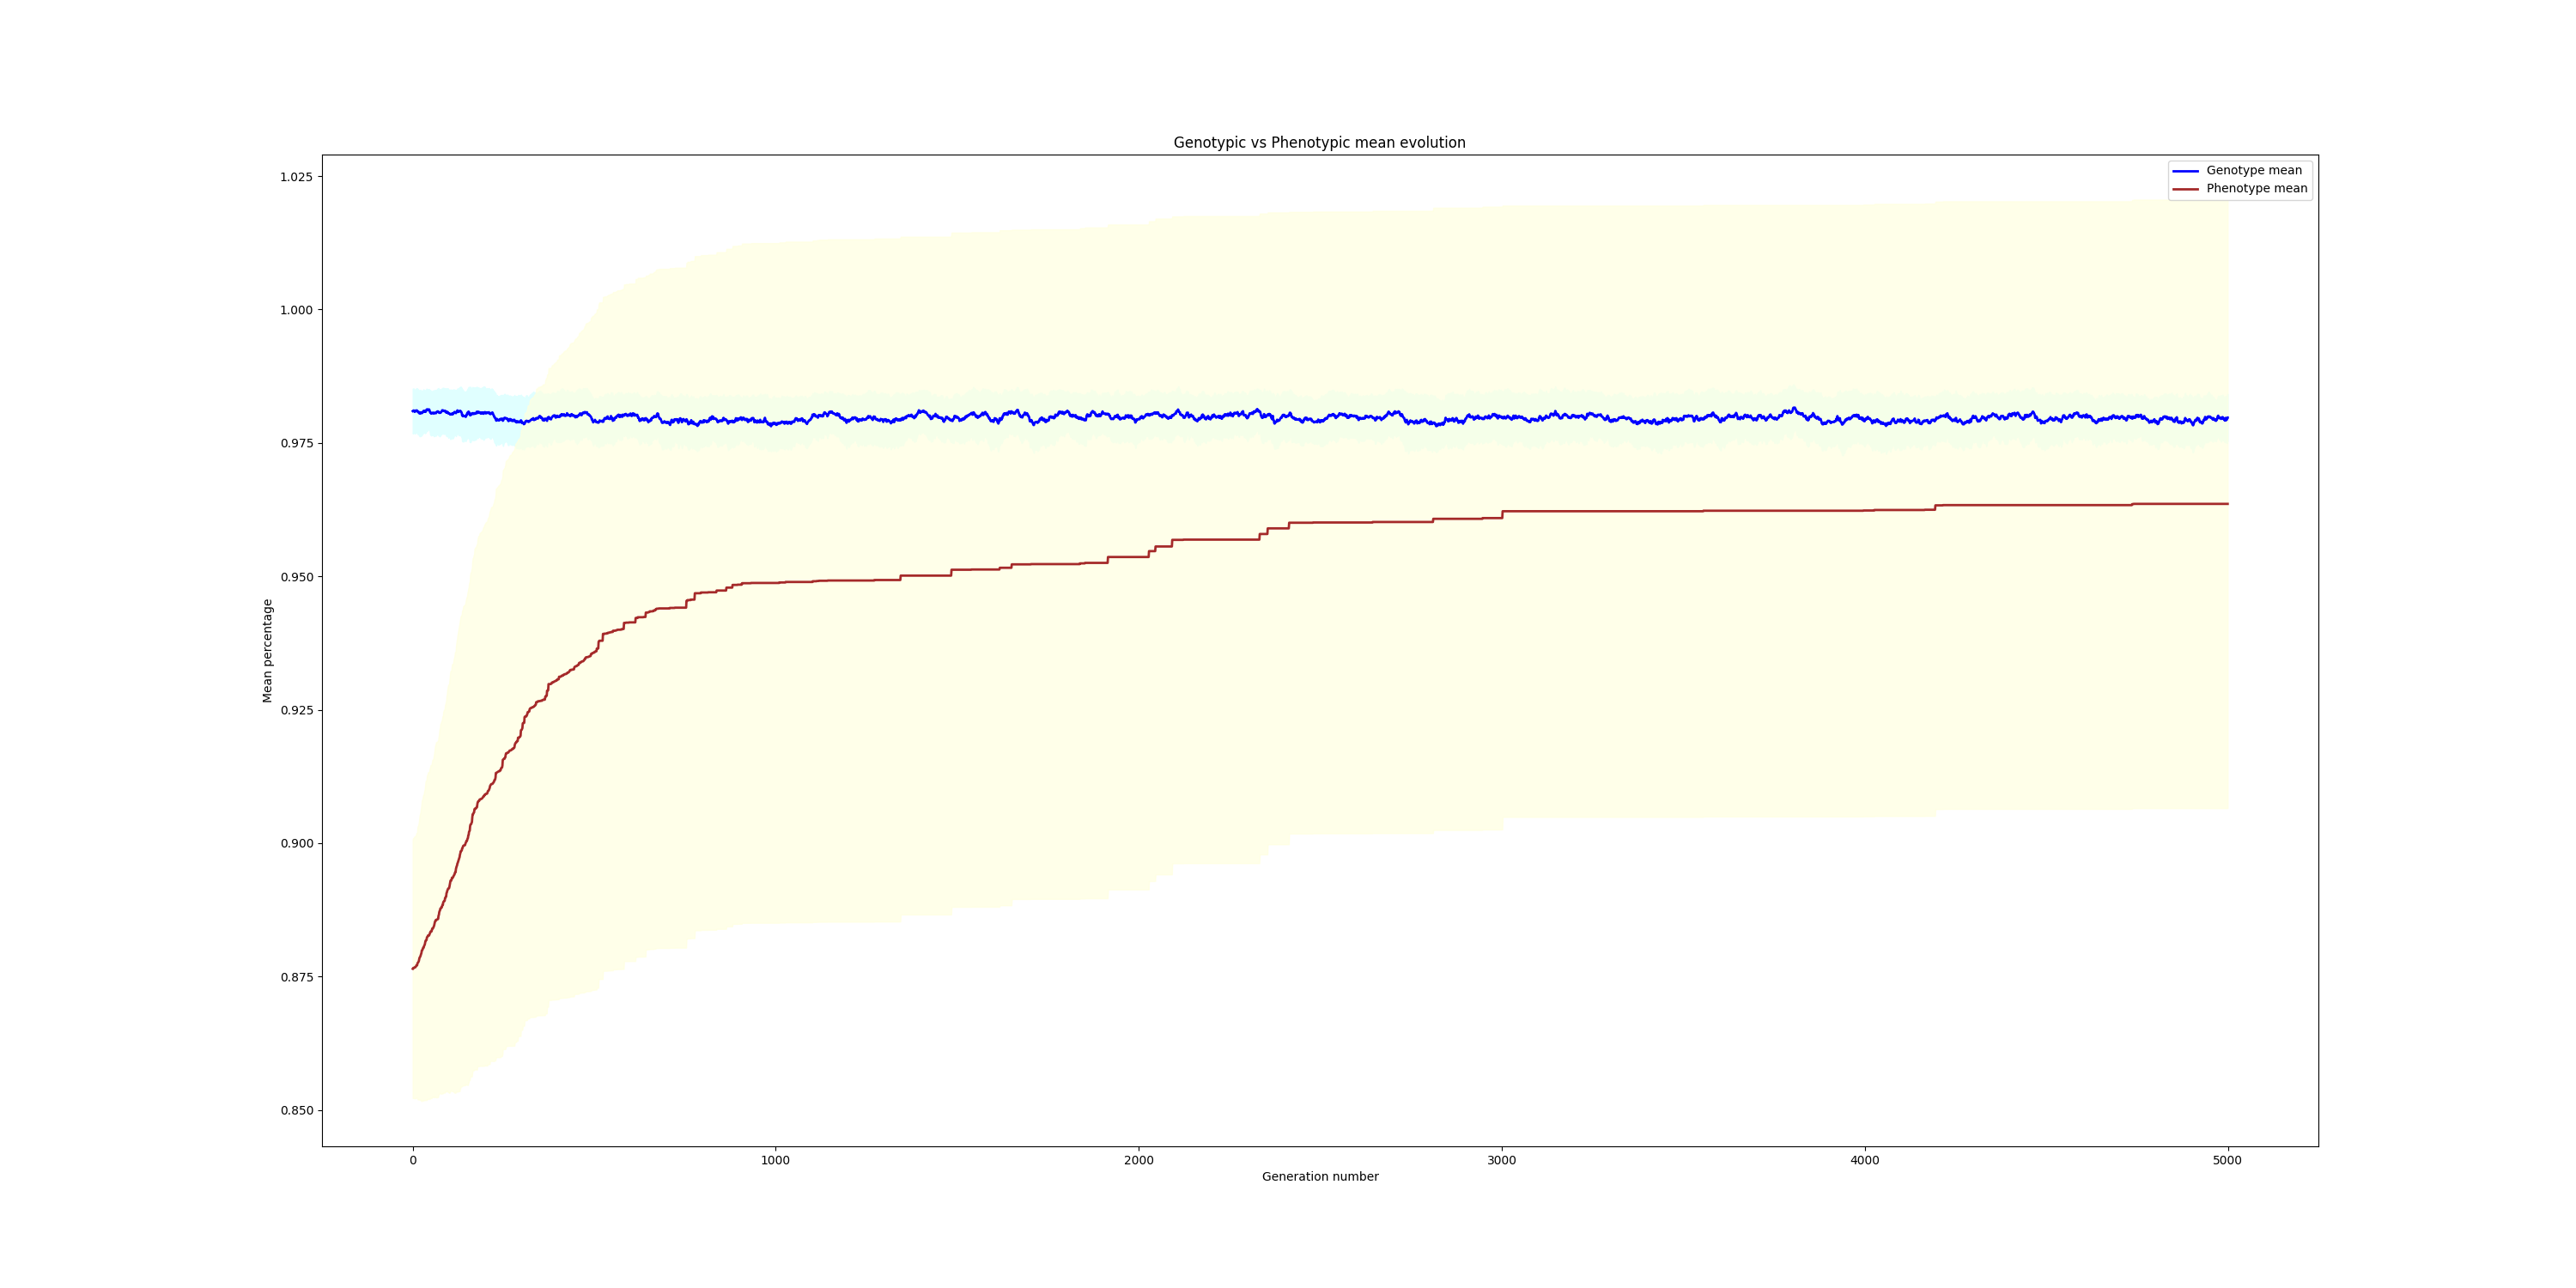 Genotypic vs Phenotypic mean evolution
Genotype mean
Phenotype mean
1.025
1.000
0.975
0.950
0.925
0.900
0.875
0.850
Mean percentage
0 1000 2000 3000 4000 5000
Generation number